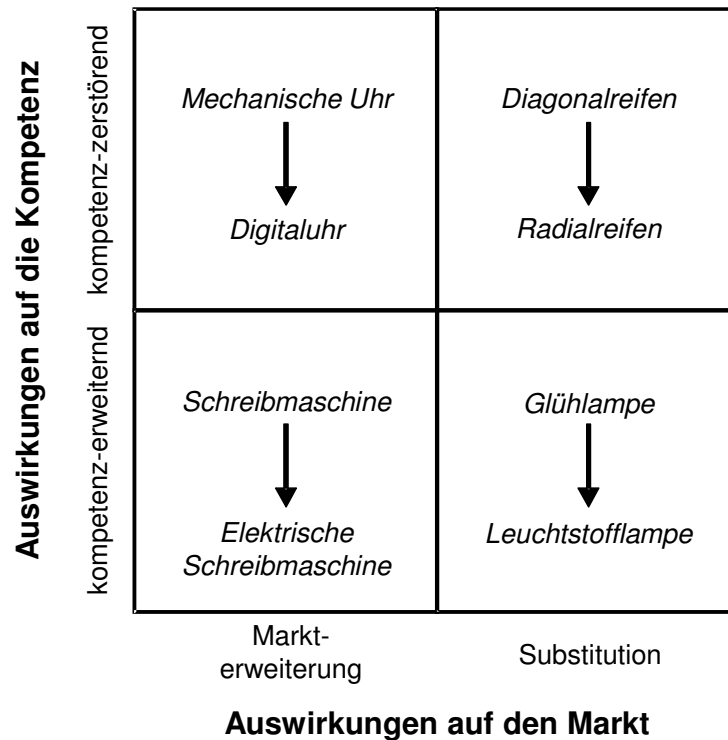 Auswirkungen auf die Kompetenz
kompetenz-zerstörend
kompetenz-erweiternd
Mechanische Uhr
Digitaluhr
Diagonalreifen
Radialreifen
Schreibmaschine
Elektrische
Schreibmaschine
Glühlampe
Leuchtstofflampe
Markt-
erweiterung
Substitution
Auswirkungen auf den Markt